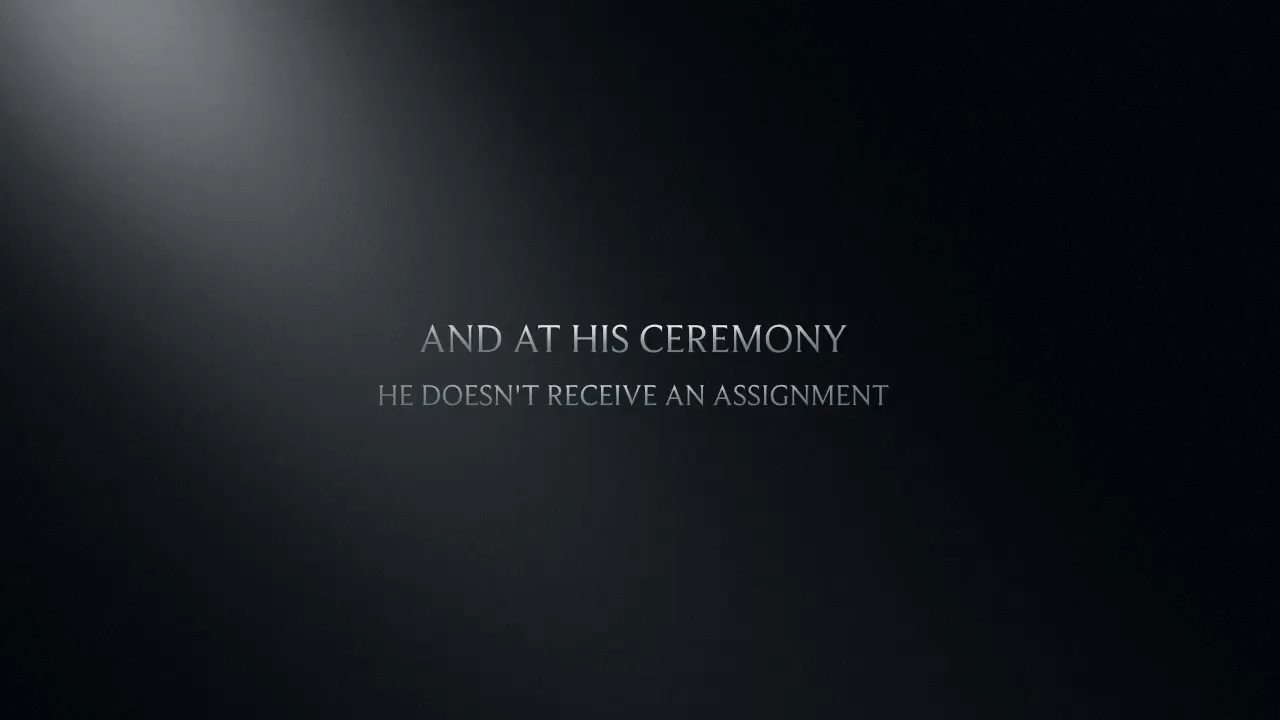 AND AT HIS CEREMONY
HE DOESN'T RECEIVE AN ASSIGNMENT